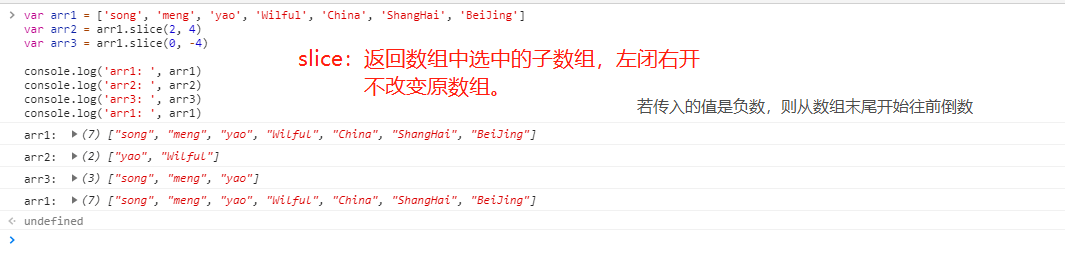 var arr1 = ['song', 'meng', 'yao', 'Wilful', 'China', 'ShangHai', 'BeiJing']
var arr2 = arr1.slice(2, 4)
var arr3 = arr1.slice(0, -4)
slice：返回数组中选中的子数组，左闭右开
不改变原数组。
若传入的值是负数，则从数组末尾开始往前倒数
console.log('arr1: ', arr1)
console.log('arr2: ', arr2)
console.log('arr3: ', arr3)
console.log('arr1: ', arr1)
arr1: ▶ (7) ["song", "meng", "yao", "Wilful", "China", "ShangHai", "BeiJing"]
arr2: ▶ (2) ["yao", "Wilful"]
arr3: ▶ (3) ["song", "meng", "yao"]
arr1: ▶ (7) ["song", "meng", "yao", "Wilful", "China", "ShangHai", "BeiJing"]
undefined